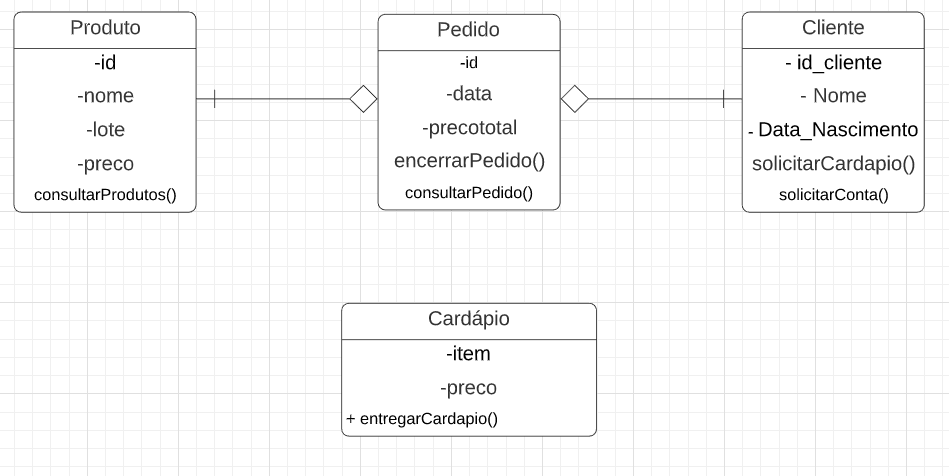 Produto
-id
-nome
-lote
-preco
consultarProdutos()
Pedido
-id
-data
-precototal
encerrarPedido()
consultarPedido()
Cliente
- id_cliente
- Nome
- Data_Nascimento
solicitarCardapio()
solicitarConta()
Cardápio
-item
-preco
+ entregarCardapio()